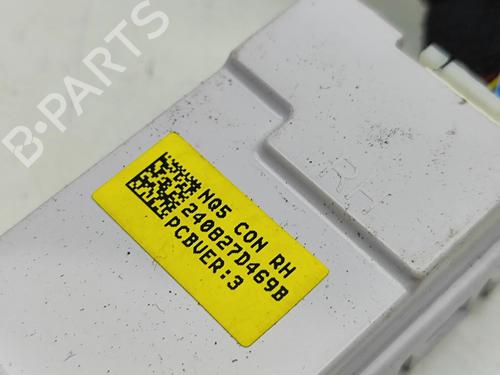 B·PARTS
NQ5 CON RH
240827D469B
PCBVER:3